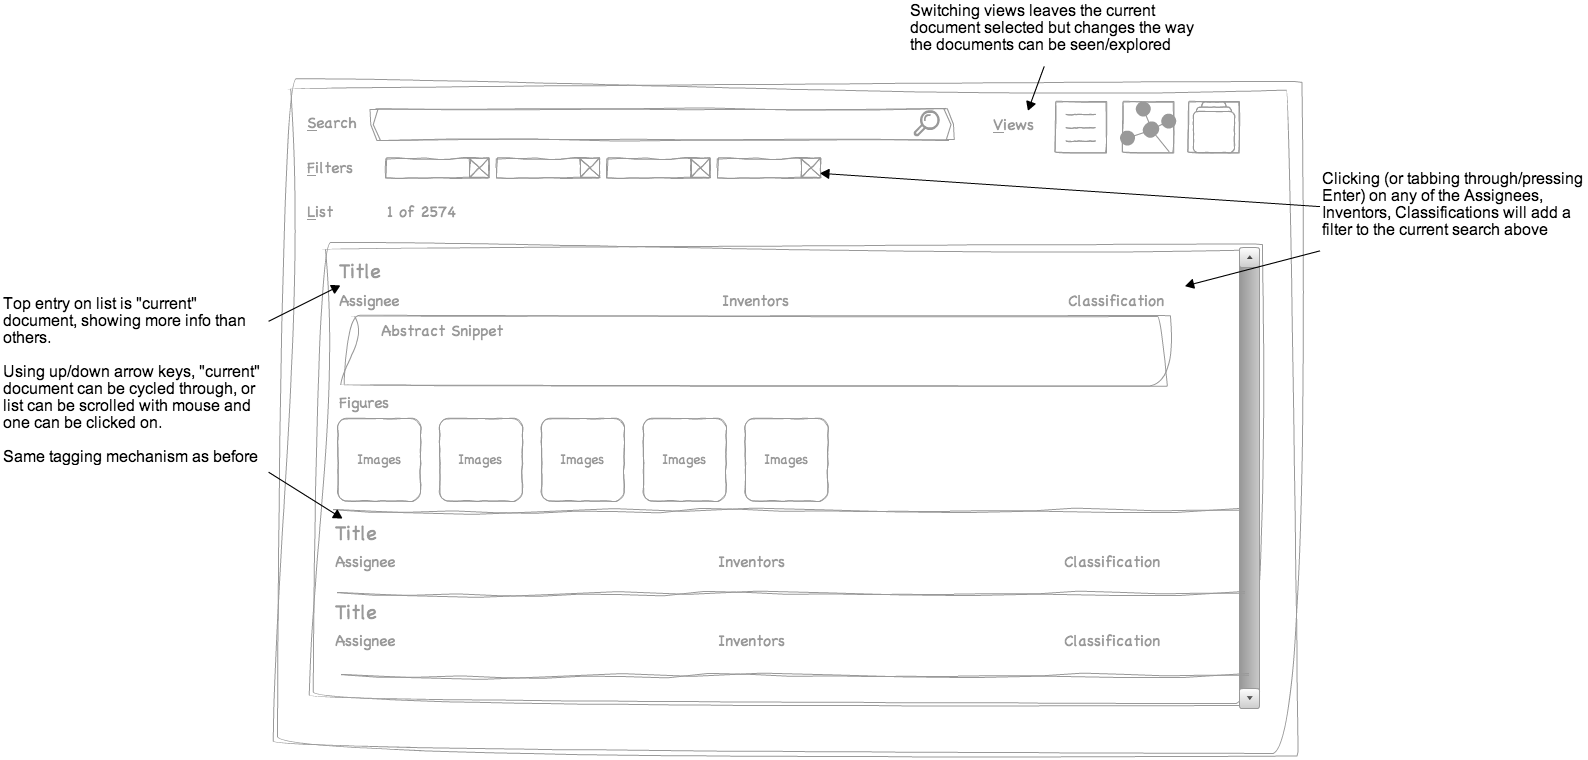 Switching views leaves the current
document selected but changes the way
the documents can be seen/explored
Search
Views
Filters
Clicking (or tabbing through/pressing
Enter) on any of the Assignees,
Inventors, Classifications will add a
filter to the current search above
List 1 of 2574
Title
Assignee Inventors Classification
Abstract Snippet
Top entry on list is "current"
document, showing more info than
others.
Using up/down arrow keys, "current"
document can be cycled through, or
list can be scrolled with mouse and
one can be clicked on.
Same tagging mechanism as before
Figures
Images Images Images Images Images
Title
Assignee Inventors Classification
Title
Assignee Inventors Classification